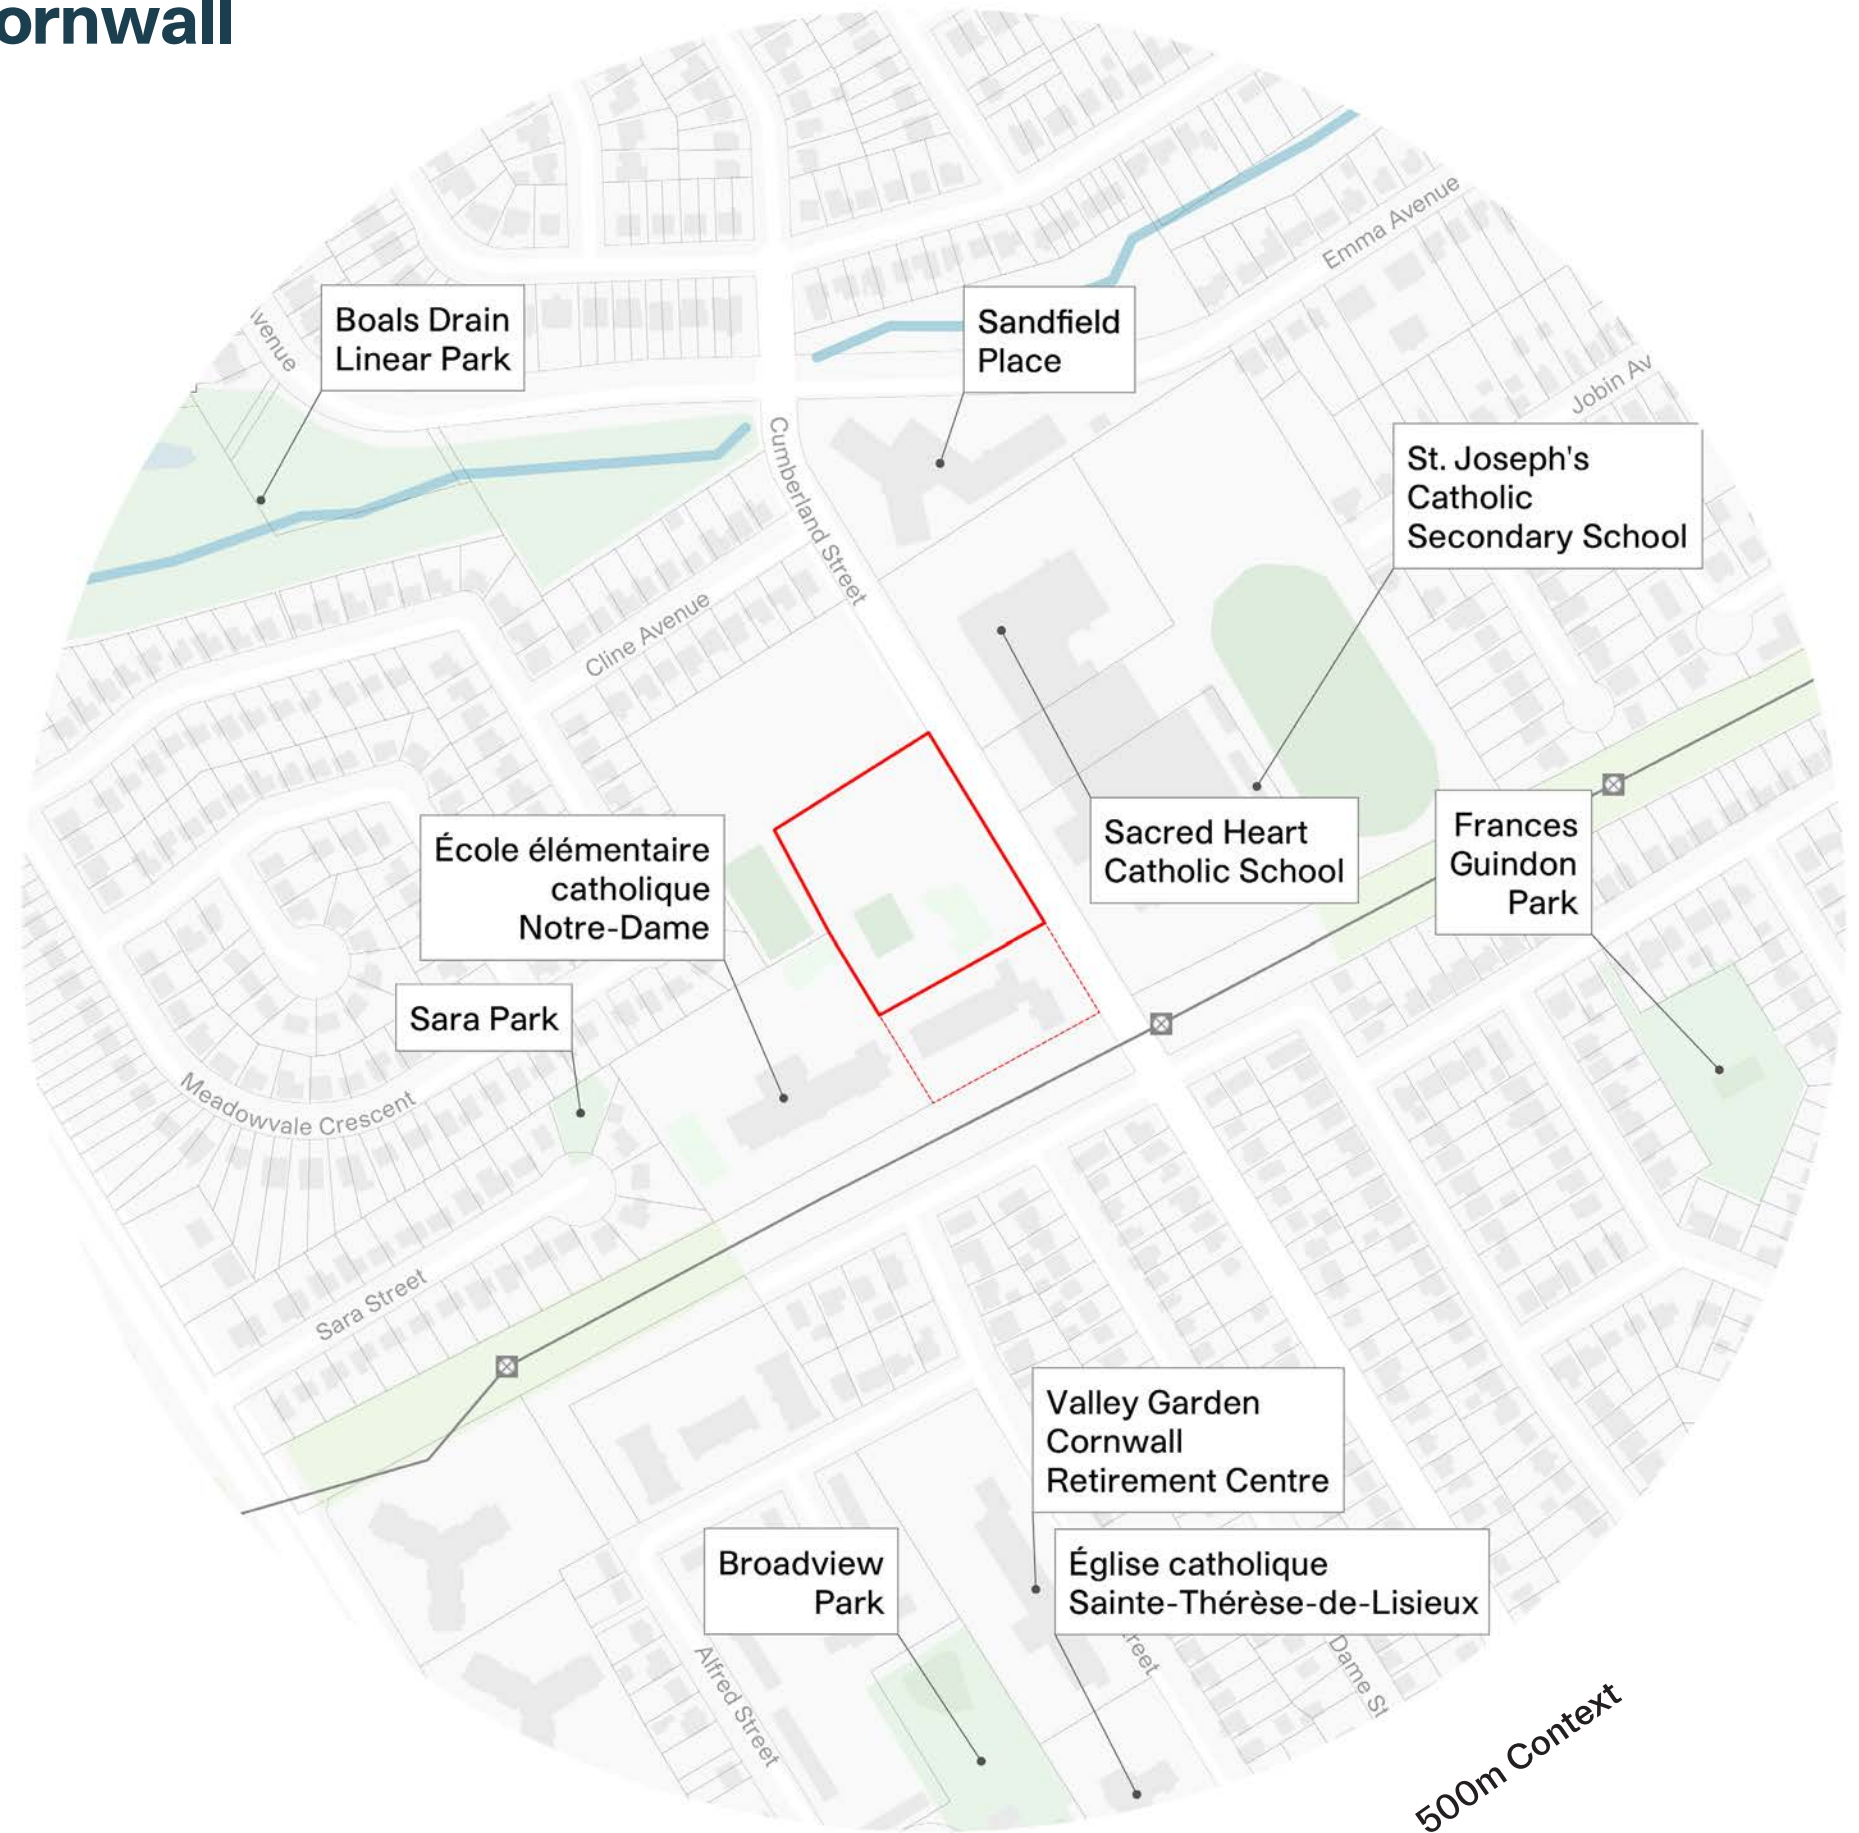 ornwall
Boals Drain
Linear Park
Sandfield
Place
Emma Avenue
venue
Jobin Av
St. Joseph's
Catholic
Secondary School
Cumberland Street
Cline Avenue
École élémentaire
catholique
Notre-Dame
Sacred Heart
Catholic School
Frances
Guindon
Park
Sara Park
Meadowvale Crescent
Sara Street
Valley Garden
Cornwall
Retirement Centre
Broadview
Park
Église catholique
Sainte-Thérèse-de-Lisieux
Alfred Street
reet
Dame St
500m Context